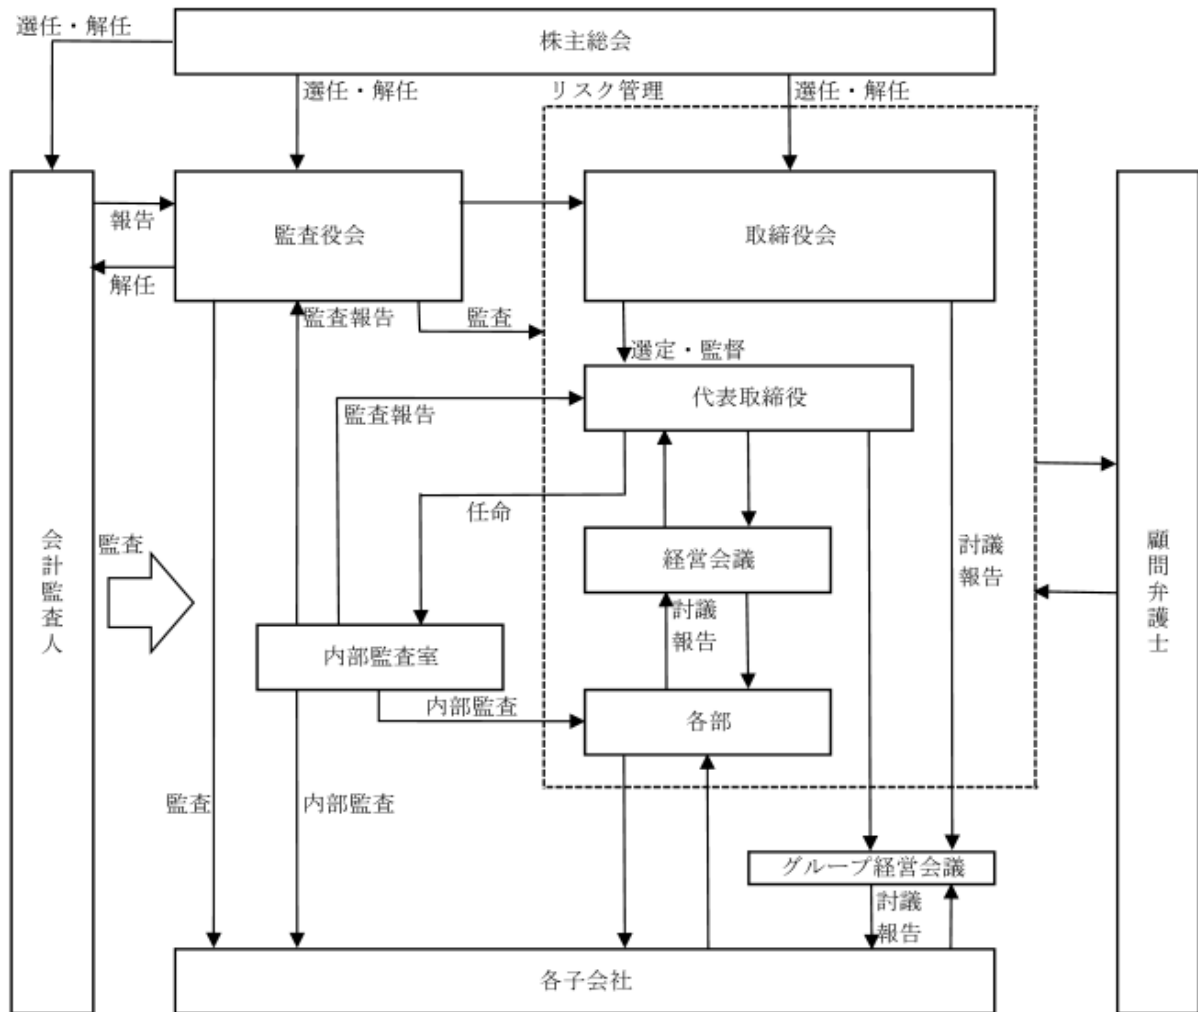 選任・解任
株主総会
選任・解任
リスク管理
選任・解任
報告
監査役会
取締役会
解任
監査報告
監査
選定・監督
代表取締役
監査報告
任命
会計監査人
監査
経営会議
討議
報告
顧問弁護士
討議
報告
内部監査室
内部監査
各部
監査
内部監査
グループ経営会議
討議
報告
各子会社